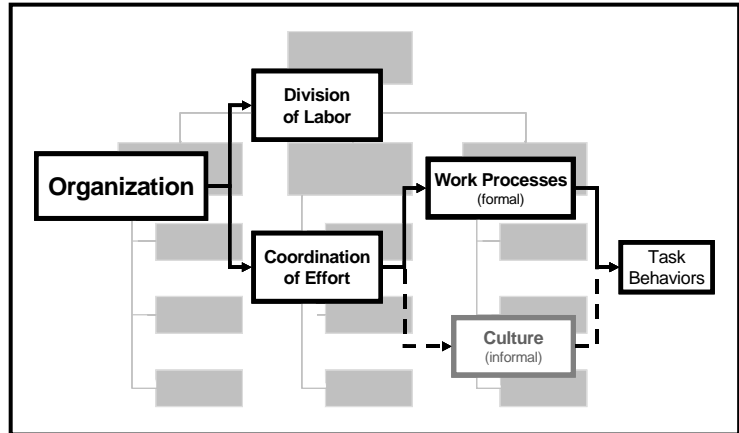 Division
of Labor
Organization
Work Processes
(formal)
Coordination
of Effort
Task
Behaviors
Culture
(informal)